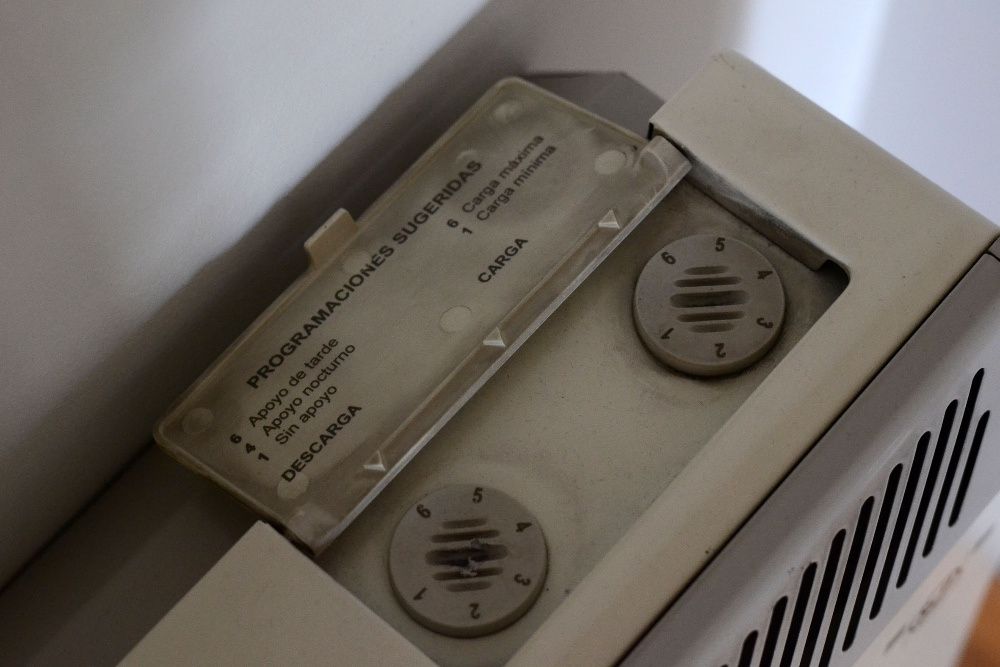 PROGRAMACIONES SUGERIDAS
6 Apoyo de tarde
4 Apoyo nocturno
1 Sin apoyo
DESCARGA
6 Carga máxima
1 Carga mínima
CARGA
1 2 3 4 5 6
1 2 3 4 5 6